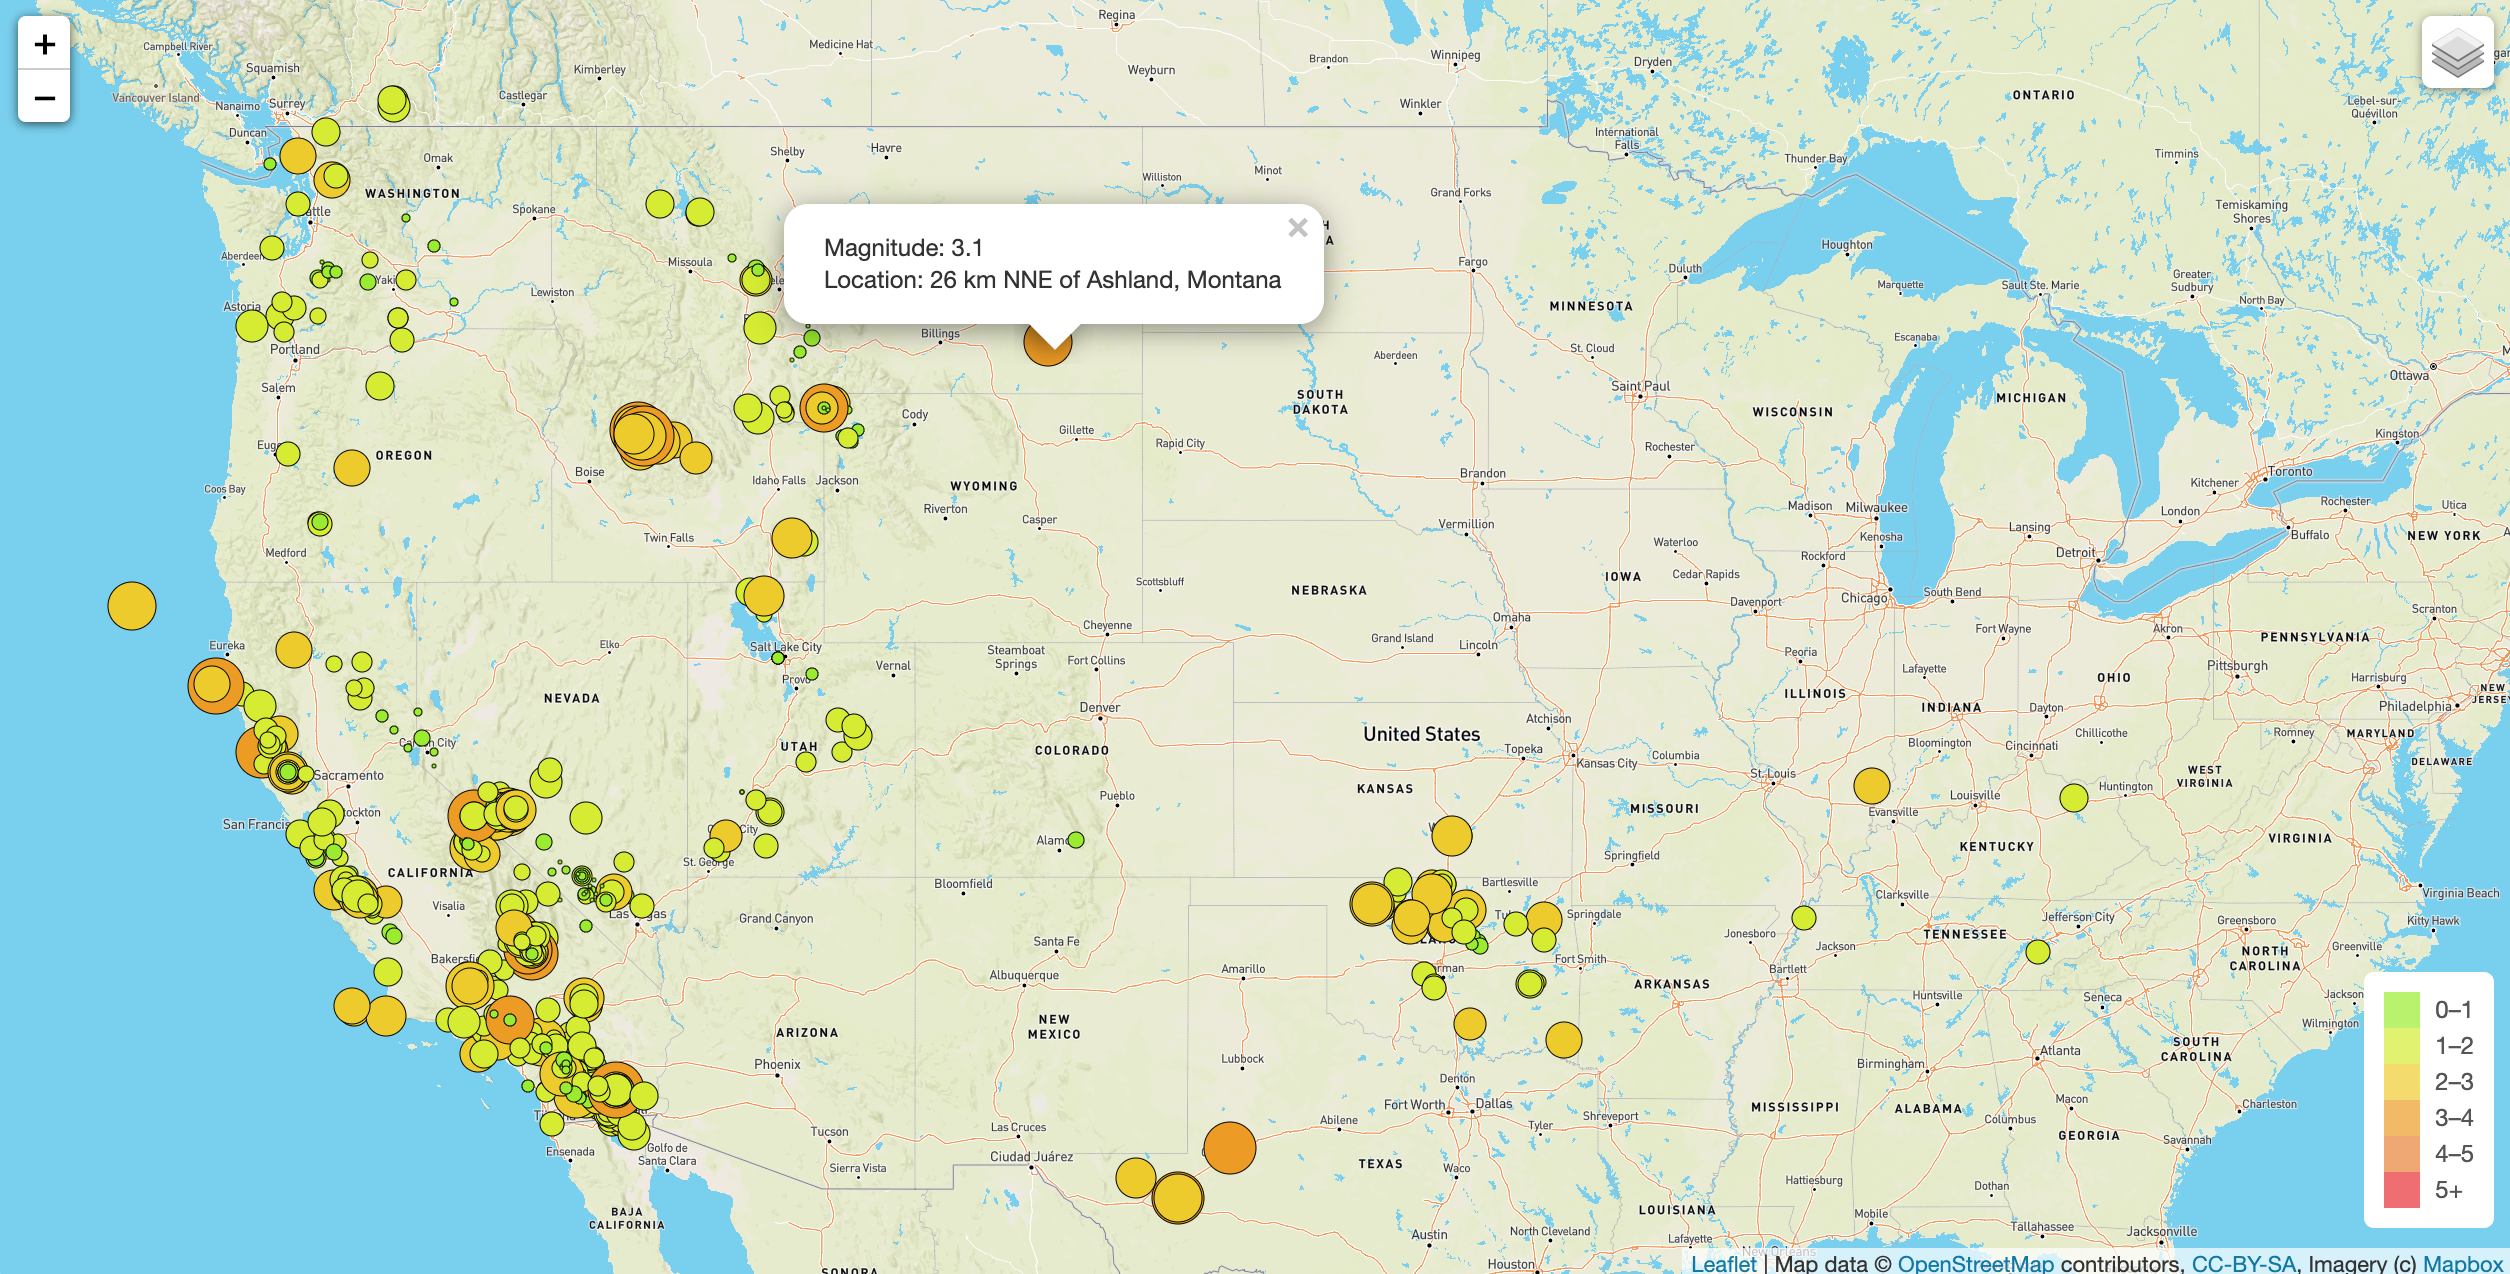 +
−
Campbell River
Squamish
Vancouver Island
Nanaimo
Surrey
Duncan
Kimberley
Castlegar
Medicine Hat
Regina
Weyburn
Brandon
Winnipeg
Winkler
Dryden
ONTARIO
Lebel-sur-
Quévillon
International
Falls
Thunder Bay
Timmins
Omak
WASHINGTON
Spokane
Shelby
Havre
Williston
Minot
Grand Forks
Temiskaming
Shores
Aberdeen
Missoula
Magnitude: 3.1
×
Location: 26 km NNE of Ashland, Montana
Fargo
Duluth
Houghton
Marquette
Sault Ste. Marie
Greater
Sudbury
North Bay
Lewiston
Astoria
Portland
Billings
MINNESOTA
Escanaba
Salem
St. Cloud
Aberdeen
Saint Paul
Ottawa
SOUTH
DAKOTA
WISCONSIN
MICHIGAN
OREGON
Cody
Gillette
Rapid City
Rochester
Kingston
Boise
Idaho Falls
Jackson
WYOMING
Brandon
Toronto
Kitchener
Coos Bay
Riverton
Casper
Vermillion
Madison
Milwaukee
London
Rochester
Utica
Medford
Twin Falls
Waterloo
Kenosha
Lansing
Buffalo
NEW YORK
Rockford
Detroit
Scottsbluff
NEBRASKA
IOWA
Cedar Rapids
Davenport
Chicago
South Bend
Scranton
Eureka
Elko
Salt Lake City
Cheyenne
Omaha
Fort Wayne
Akron
PENNSYLVANIA
Provo
Vernal
Steamboat
Springs
Fort Collins
Grand Island
Lincoln
Peoria
Lafayette
Pittsburgh
Harrisburg
NEVADA
Denver
ILLINOIS
INDIANA
OHIO
Dayton
Philadelphia
NEW
JERSEY
UTAH
COLORADO
United States
Atchison
Topeka
Kansas City
Columbia
Bloomington
Cincinnati
Chillicothe
Romney
MARYLAND
Sacramento
St. Louis
DELAWARE
WEST
VIRGINIA
KANSAS
Pueblo
MISSOURI
Evansville
Louisville
Huntington
VIRGINIA
CALIFORNIA
St. George
Springfield
KENTUCKY
Visalia
Las Vegas
Bloomfield
Grand Canyon
Bartlesville
Springdale
Clarksville
Jefferson City
Virginia Beach
Kitty Hawk
Greensboro
Greenville
Santa Fe
Albuquerque
Amarillo
Fort Smith
Jonesboro
Jackson
TENNESSEE
NORTH
CAROLINA
Bartlett
ARKANSAS
Huntsville
Seneca
Jackson
Wilmington
ARIZONA
NEW
MEXICO
Phoenix
Lubbock
Birmingham
Atlanta
SOUTH
CAROLINA
Denton
Fort Worth
Dallas
Abilene
Tyler
Shreveport
MISSISSIPPI
ALABAMA
Columbus
Macon
Charleston
Tucson
Las Cruces
Ciudad Juárez
Ensenada
Golfo de
Santa Clara
Sierra Vista
TEXAS
Waco
GEORGIA
Savannah
Hattiesburg
Dothan
BAJA
CALIFORNIA
LOUISIANA
Mobile
Austin
North Cleveland
Lafayette
New Orleans
Tallahassee
Jacksonville
Houston
SONORA
0–1
1–2
2–3
3–4
4–5
5+
Leaflet | Map data © OpenStreetMap contributors, CC-BY-SA, Imagery (c) Mapbox